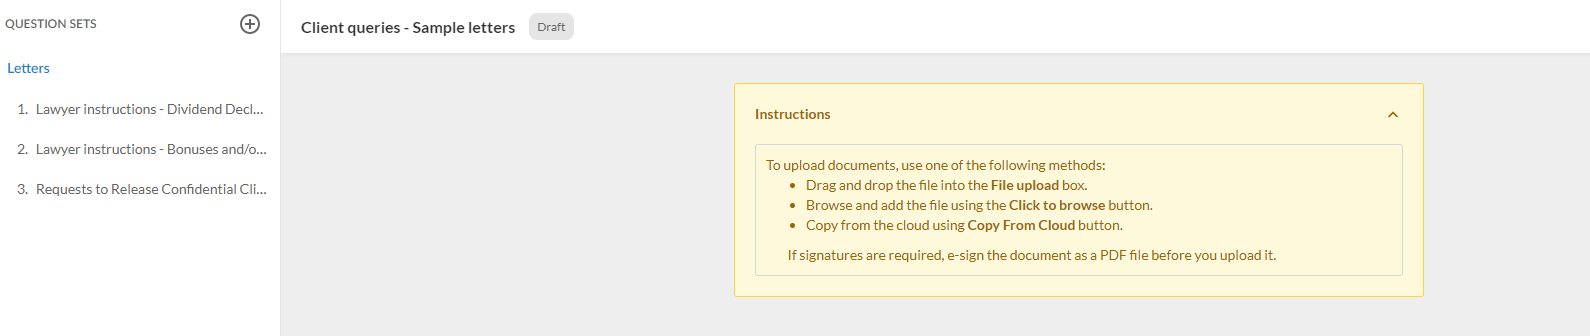 QUESTION SETS
Letters
1. Lawyer instructions - Dividend Decl...
2. Lawyer instructions - Bonuses and/o...
3. Requests to Release Confidential Cli...
Client queries - Sample letters
Draft
Instructions
To upload documents, use one of the following methods:
• Drag and drop the file into the File upload box.
• Browse and add the file using the Click to browse button.
• Copy from the cloud using Copy From Cloud button.
If signatures are required, e-sign the document as a PDF file before you upload it.